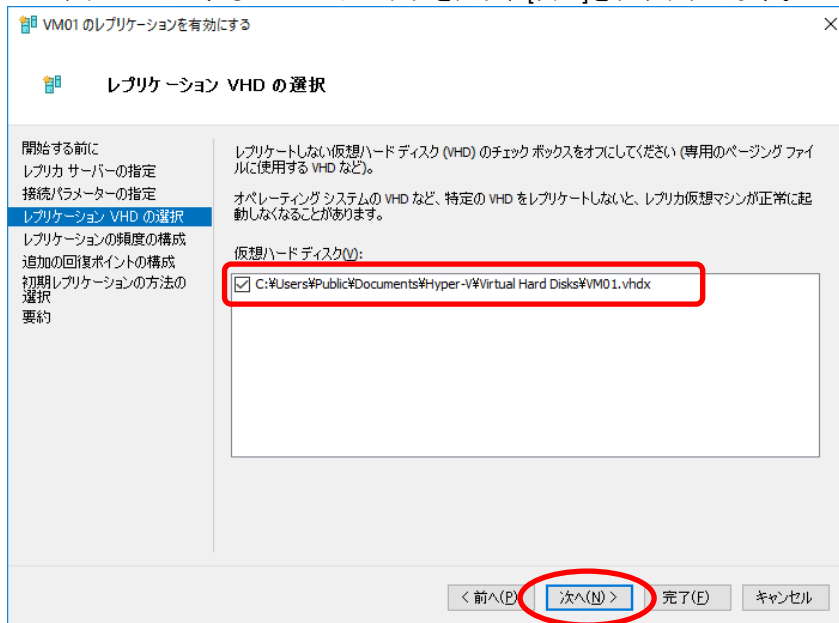 VM01 のレプリケーションを有効にする
レプリケーション VHD の選択
開始する前に
レプリカ サーバーの指定
接続パラメーターの指定
レプリケーション VHD の選択
レプリケーションの頻度の構成
追加の回復ポイントの構成
初期レプリケーションの方法の
選択
要約
レプリケートしない仮想ハード ディスク (VHD) のチェック ボックスをオフにしてください (専用のページング ファイ
ルに使用する VHD など)。
オペレーティング システムの VHD など、特定の VHD をレプリケートしないと、レプリカ仮想マシンが正常に起
動しなくなることがあります。
仮想ハード ディスク(V):
C:¥Users¥Public¥Documents¥Hyper-V¥Virtual Hard Disks¥VM01.vhdx
< 前へ(P) 次へ(N) > 完了(F) キャンセル